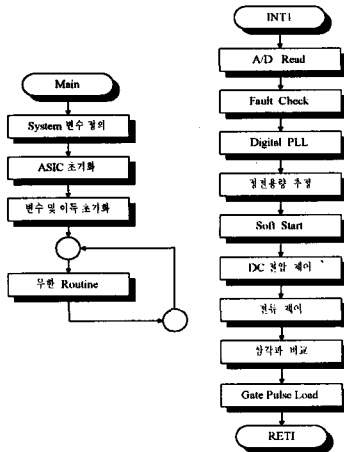 Main
System 변수 정의
ASIC 초기화
변수 및 이득 초기화
무한 Routine
INT1
A/D Read
Fault Check
Digital PLL
정전용량 추정
Soft Start
DC 전압 제어
전류 제어
삼각파 비교
Gate Pulse Load
RETI